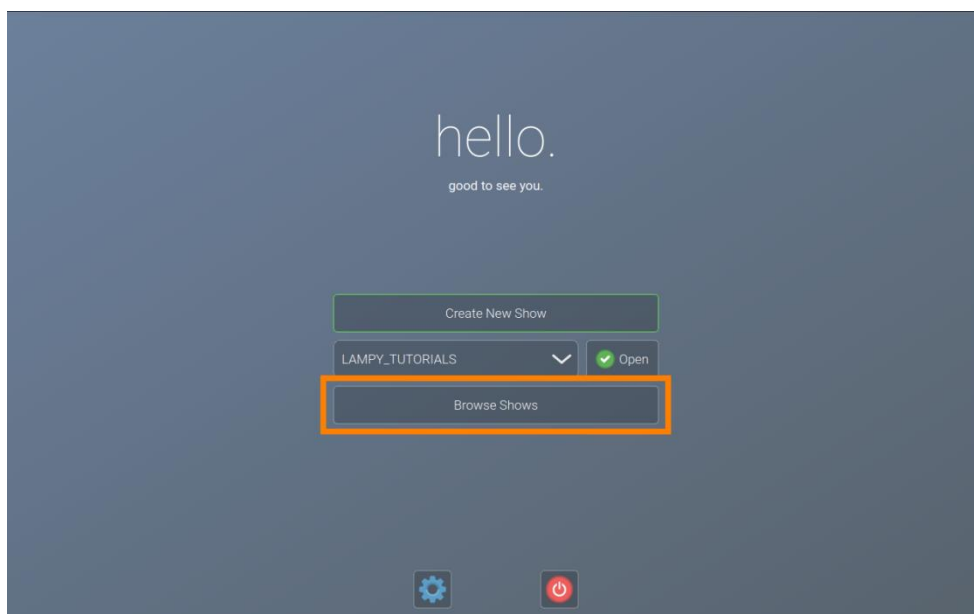 hello.
good to see you.
Create New Show
LAMPY_TUTORIALS
Open
Browse Shows